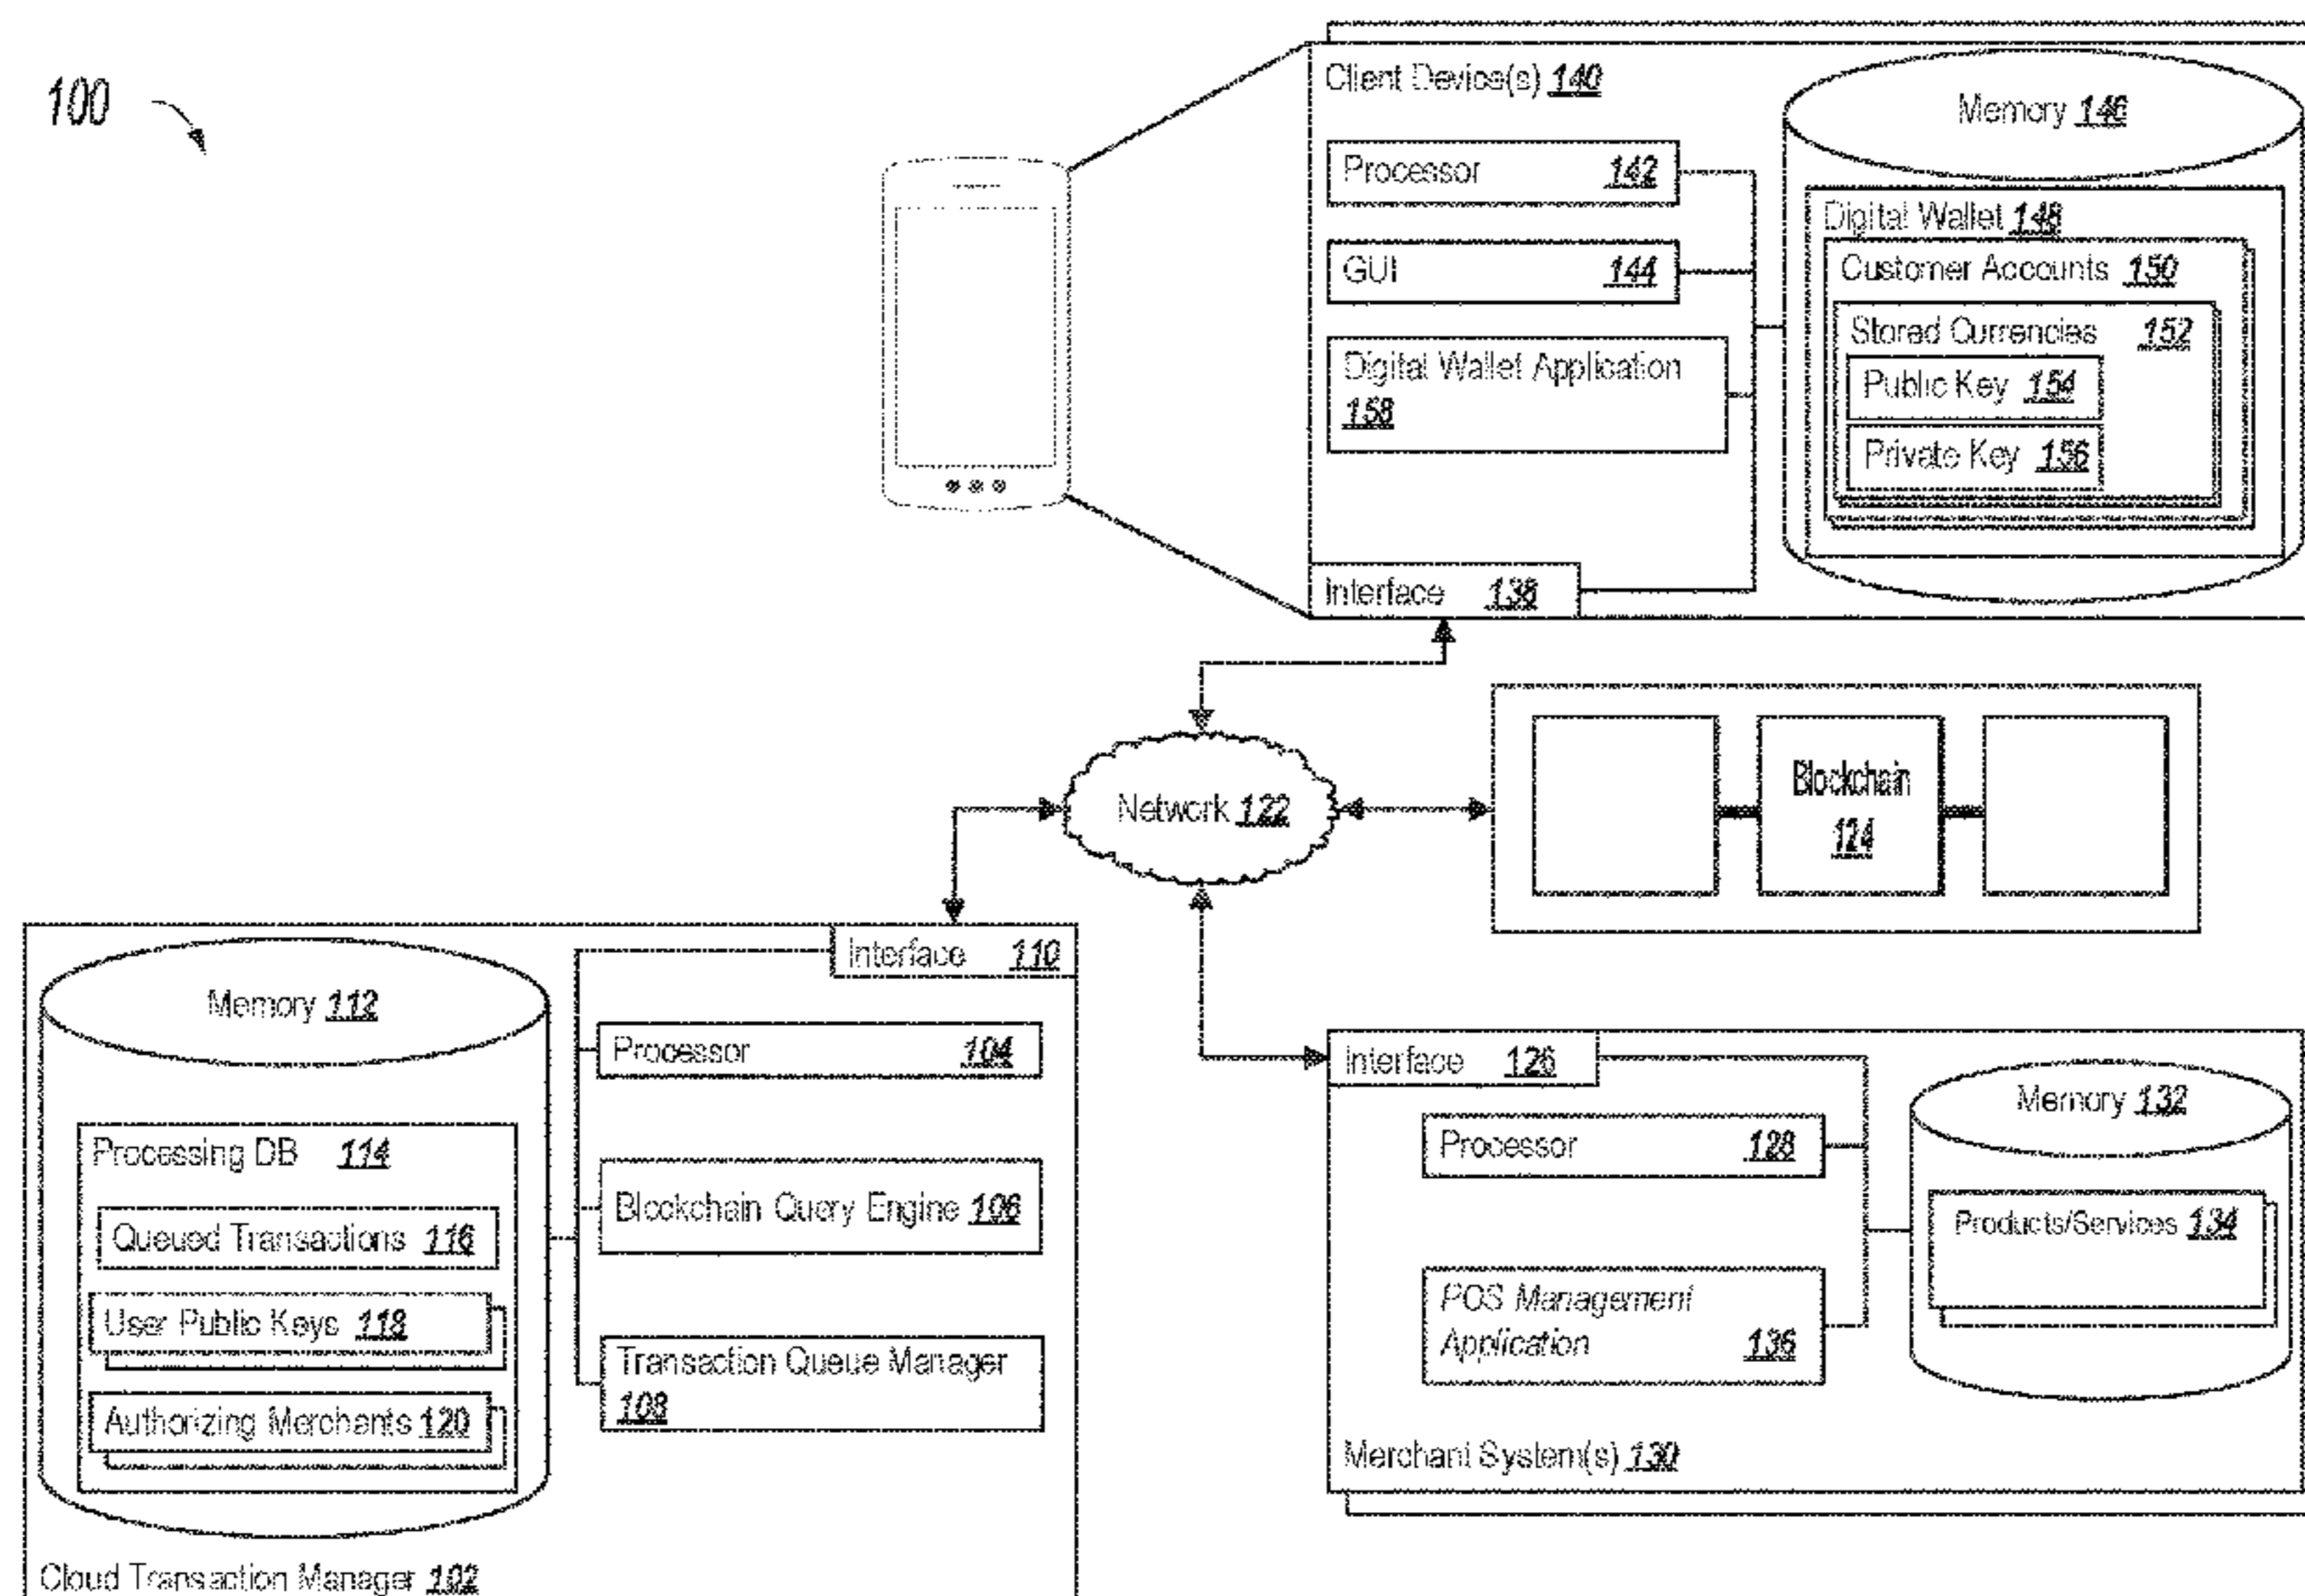 100
Client Device(s) 140
Memory 146
Processor 142
GUI 144
Digital Wallet Application
158
Interface 138
Digital Wallet 148
Customer Accounts 150
Stored Currencies 152
Public Key 154
Private Key 156
Network 122
Blockchain
124
Interface 110
Memory 112
Processor 104
Processing DB 114
Blockchain Query Engine 106
Queued Transactions 116
User Public Keys 118
Transaction Queue Manager
108
Authorizing Merchants 120
Cloud Transaction Manager 102
Interface 126
Memory 132
Processor 128
Products/Services 134
POS Management
Application 136
Merchant System(s) 130